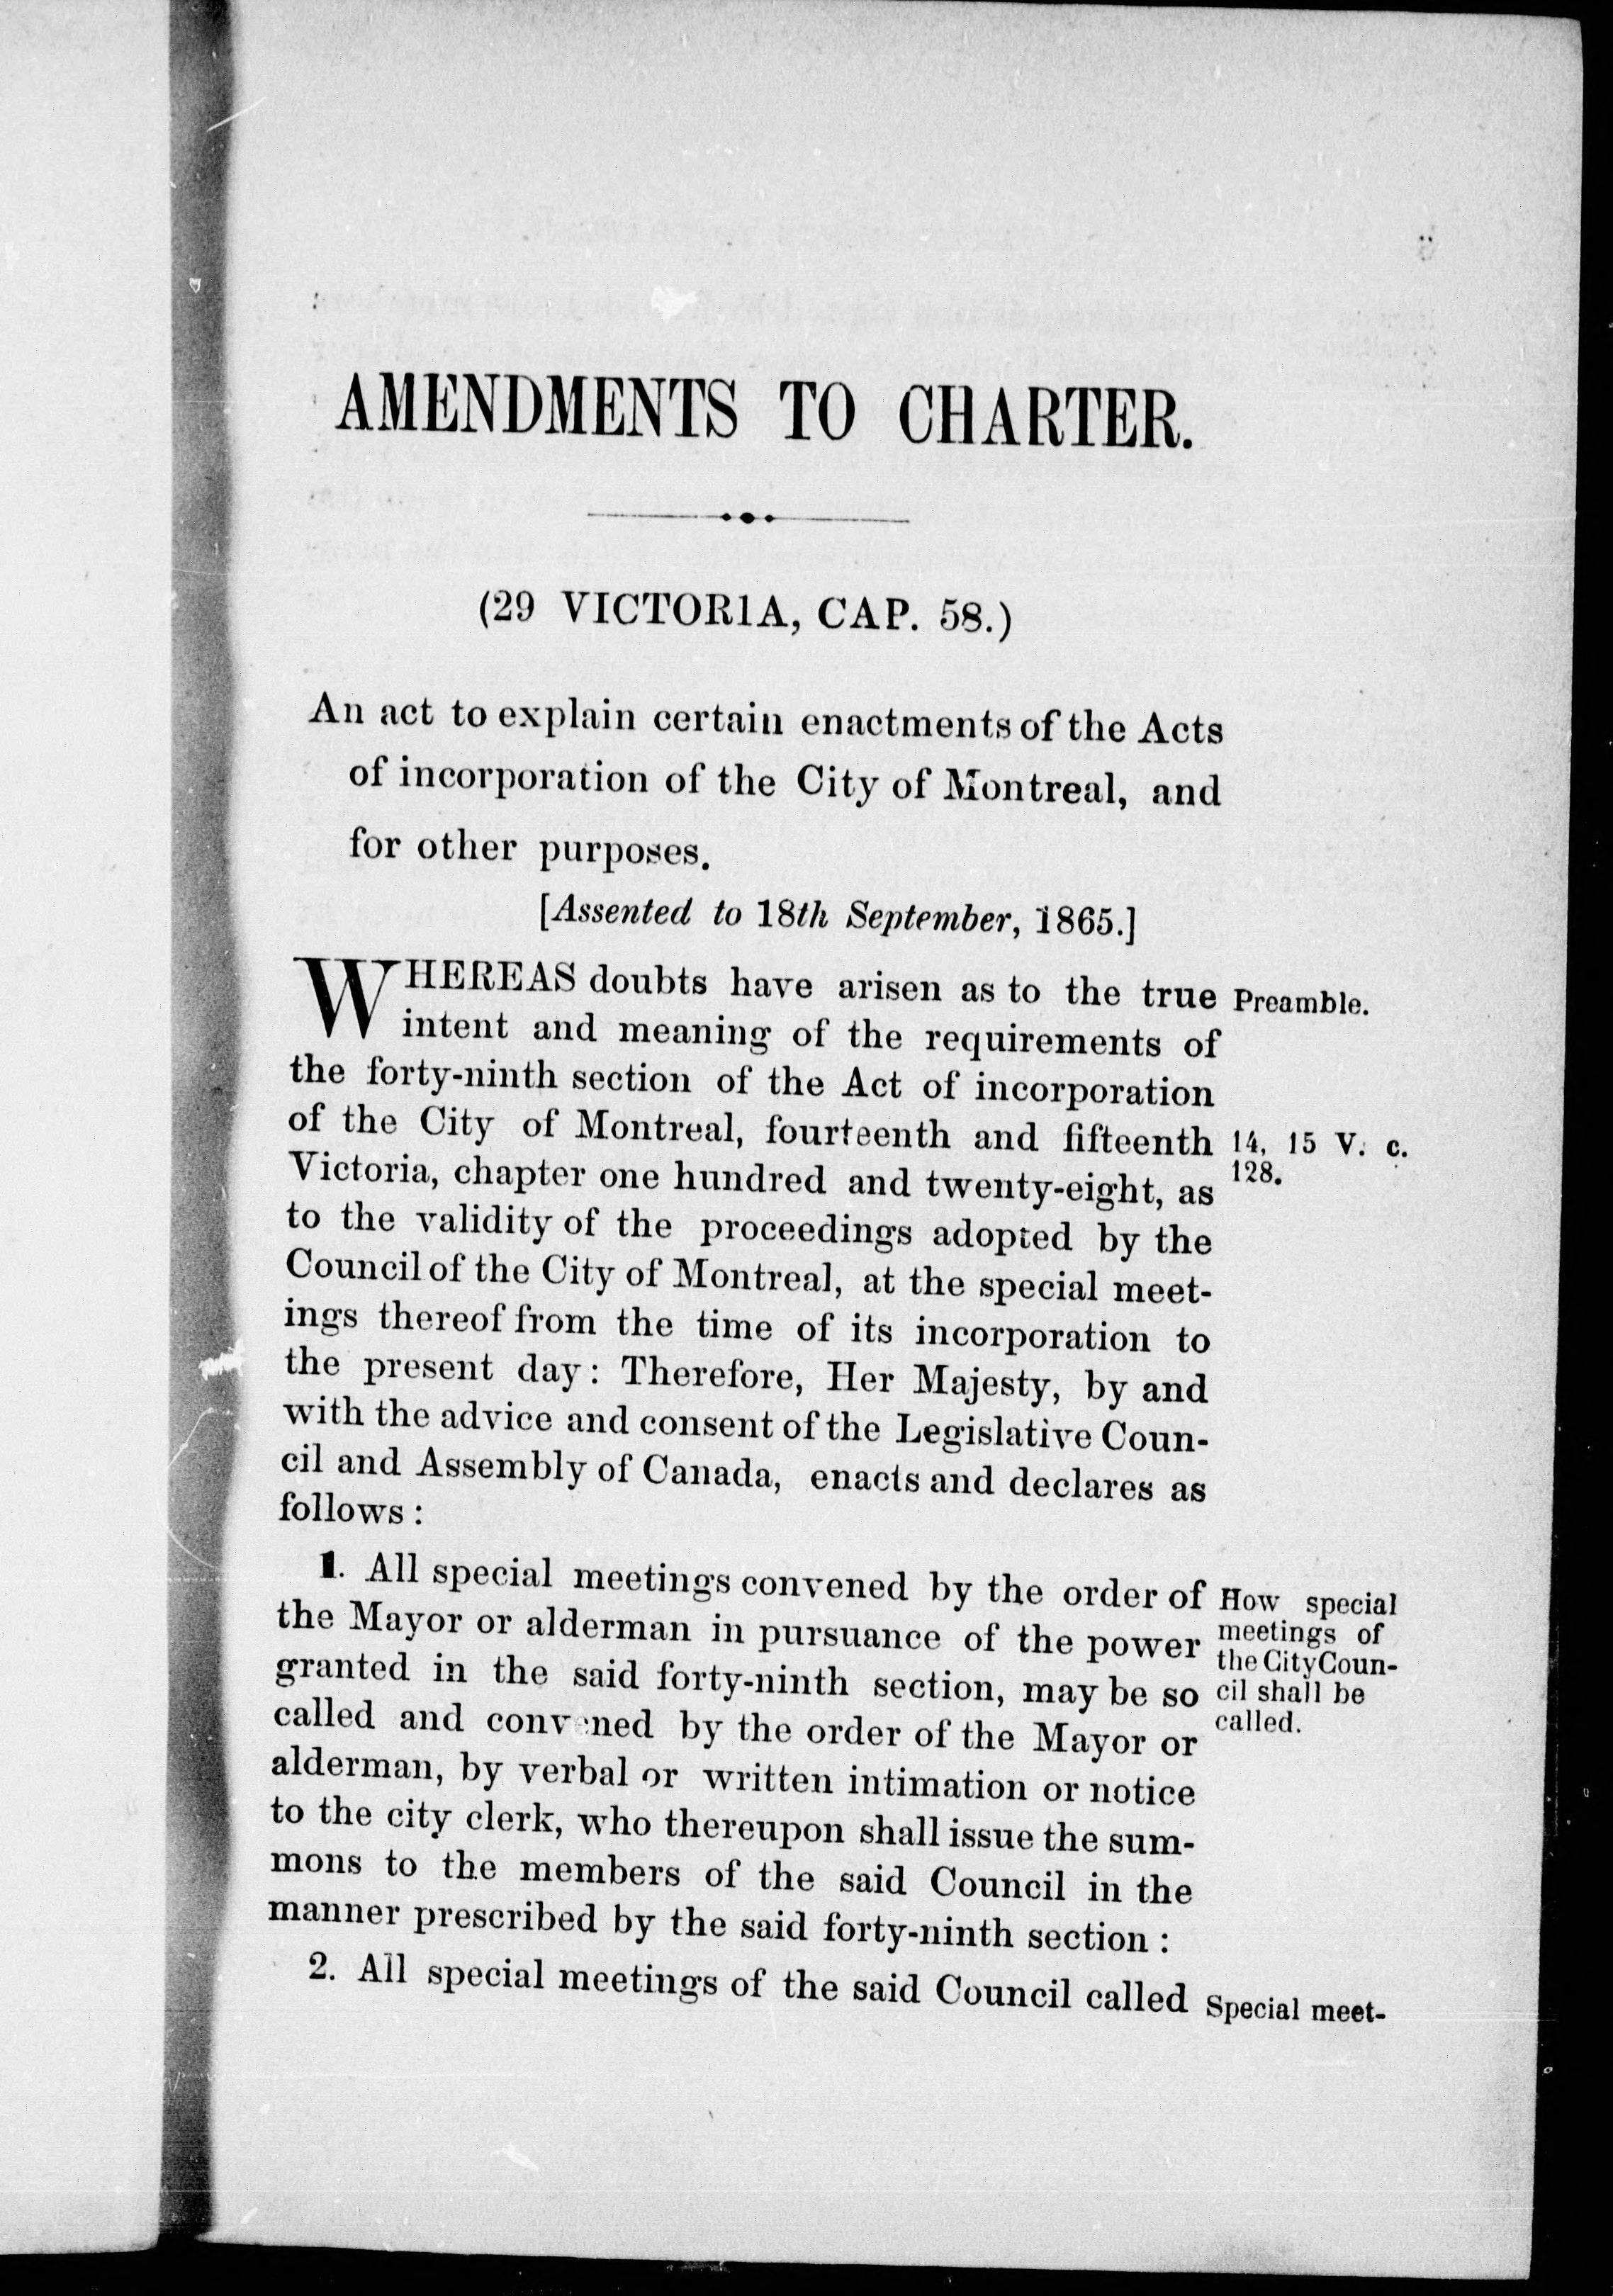 AMENDMENTS TO CHARTER.
(29 VICTORIA, CAP. 58.)
An act to explain certain enactments of the Acts
of incorporation of the City of Montreal, and
for other purposes.
[Assented to 18th September, 1865.]
WHEREAS doubts have arisen as to the true
intent and meaning of the requirements of
the forty-ninth section of the Act of incorporation
of the City of Montreal, fourteenth and fifteenth
Victoria, chapter one hundred and twenty-eight, as
to the validity of the proceedings adopted by the
Council of the City of Montreal, at the special meet-
ings thereof from the time of its incorporation to
the present day: Therefore, Her Majesty, by and
with the advice and consent of the Legislative Coun-
cil and Assembly of Canada, enacts and declares as
follows:
Preamble.
14, 15 V. c.
128.
1. All special meetings convened by the order of
the Mayor or alderman in pursuance of the power
granted in the said forty-ninth section, may be so
called and convened by the order of the Mayor or
alderman, by verbal or written intimation or notice
to the city clerk, who thereupon shall issue the sum-
mons to the members of the said Council in the
manner prescribed by the said forty-ninth section:
How special
meetings of
the City Coun-
cil shall be
called.
2. All special meetings of the said Council called
Special meet-